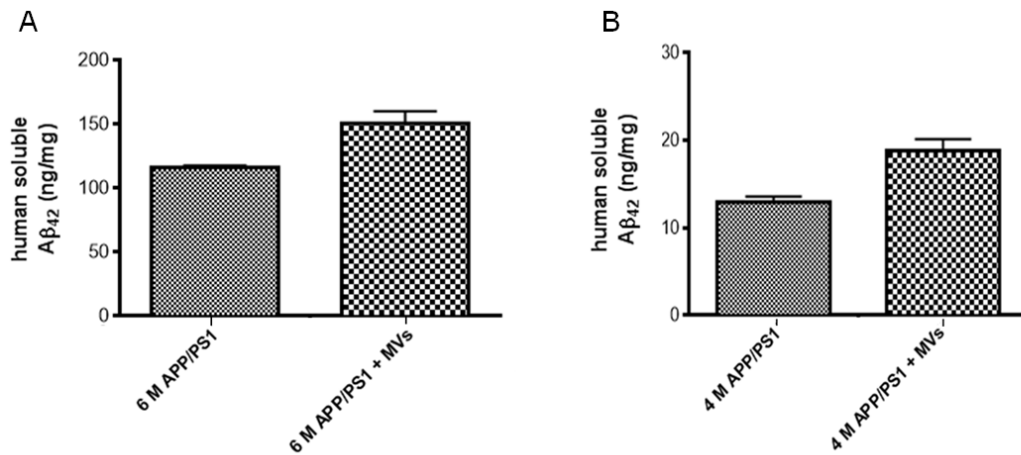 A
human soluble
Aβ42 (ng/mg)
200
150
100
50
0
6 M APP/PS1
6 M APP/PS1 + MVs
B
human soluble
Aβ42 (ng/mg)
30
20
10
0
4 M APP/PS1
4 M APP/PS1 + MVs